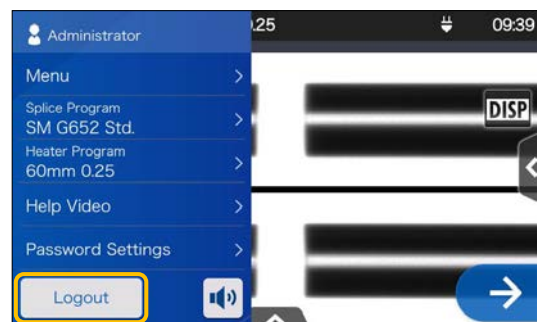 Administrator
.25
09:39
Menu
Splice Program
SM G652 Std.
DISP
Heater Program
60mm 0.25
Help Video
Password Settings
Logout